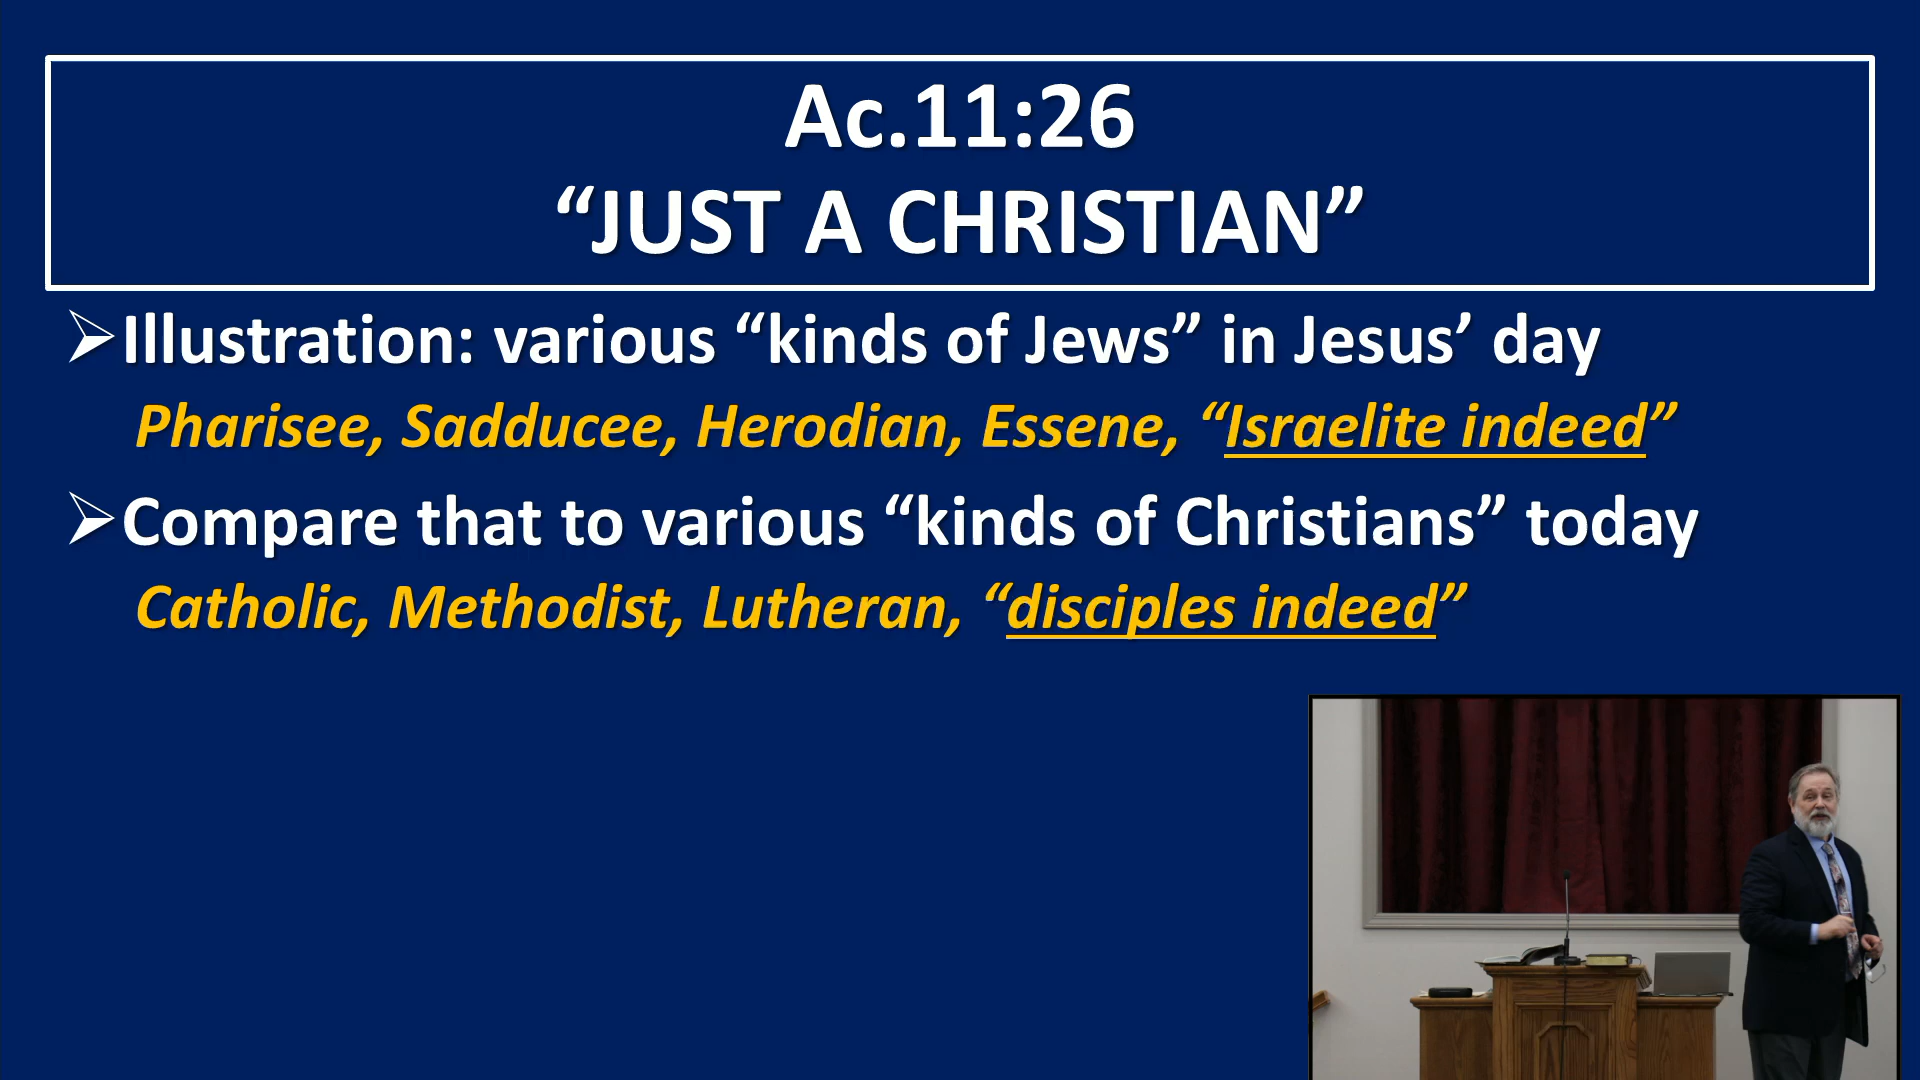 Ac.11:26
“JUST A CHRISTIAN”
Illustration: various “kinds of Jews” in Jesus’ day
Pharisee, Sadducee, Herodian, Essene, “Israelite indeed”
Compare that to various “kinds of Christians” today
Catholic, Methodist, Lutheran, “disciples indeed”